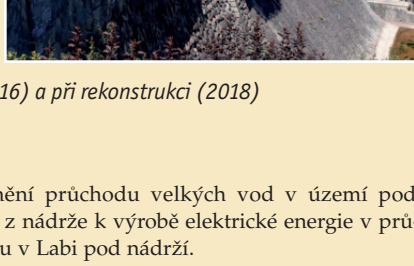 16) a při rekonstrukci (2018)
nění průchodu velkých vod v území pod
z nádrže k výrobě elektrické energie v prů-
u v Labi pod nádrží.